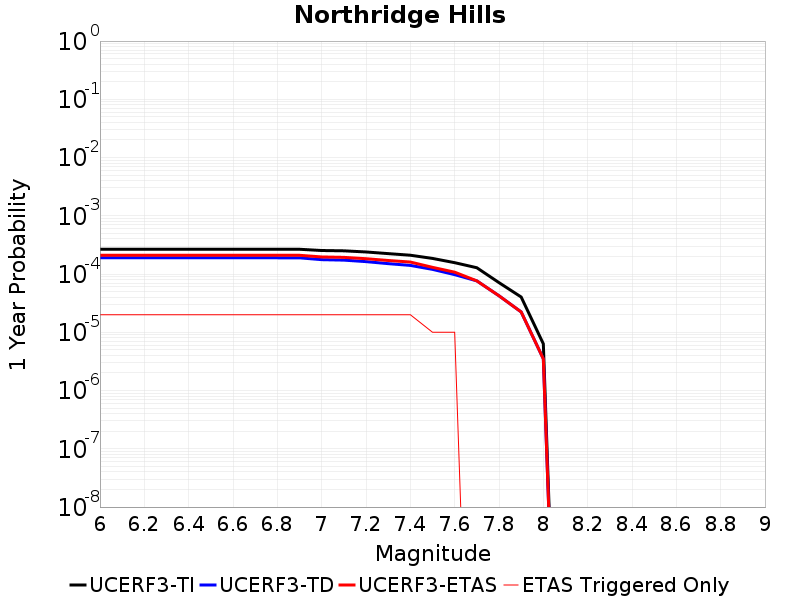 Northridge Hills
10^0
10^-1
10^-2
10^-3
10^-4
10^-5
10^-6
10^-7
10^-8
1 Year Probability
6 6.2 6.4 6.6 6.8 7 7.2 7.4 7.6 7.8 8 8.2 8.4 8.6 8.8 9
Magnitude
UCERF3-TI UCERF3-TD UCERF3-ETAS ETAS Triggered Only